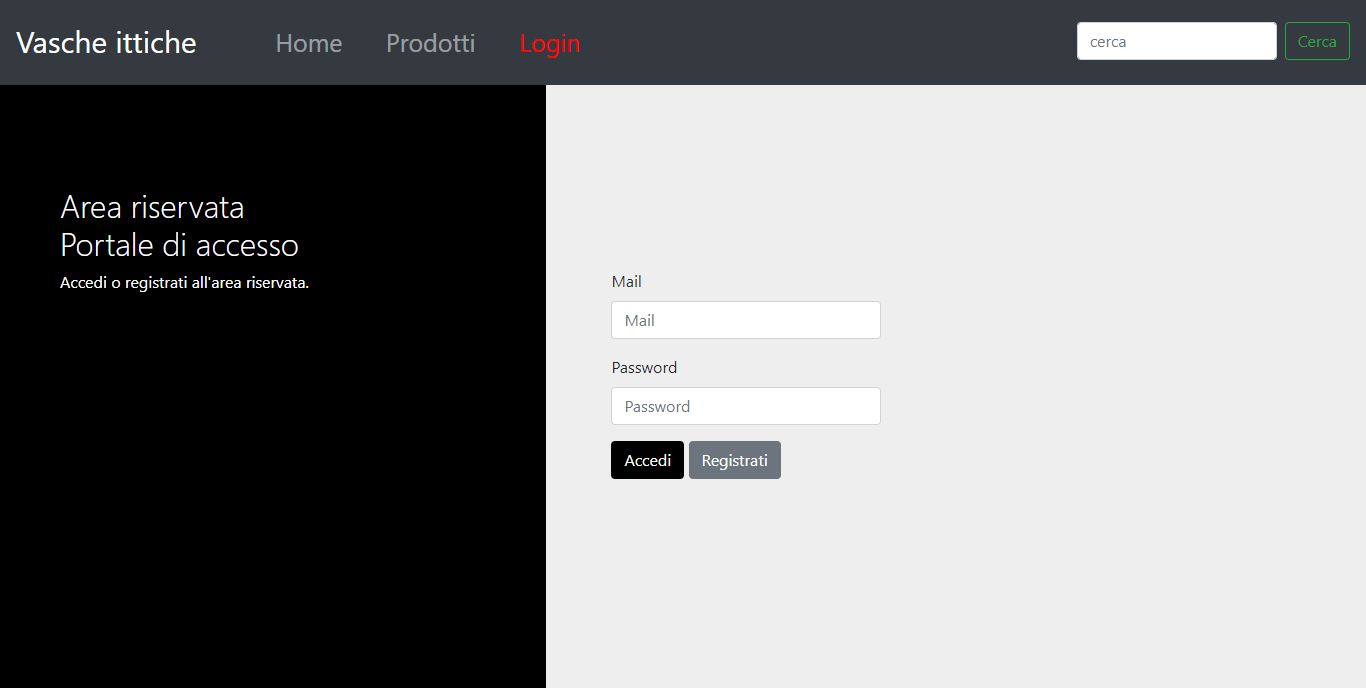 Vasche ittiche Home Prodotti Login cerca Cerca
Area riservata
Portale di accesso
Accedi o registrati all'area riservata.
Mail
Mail
Password
Password
Accedi Registrati